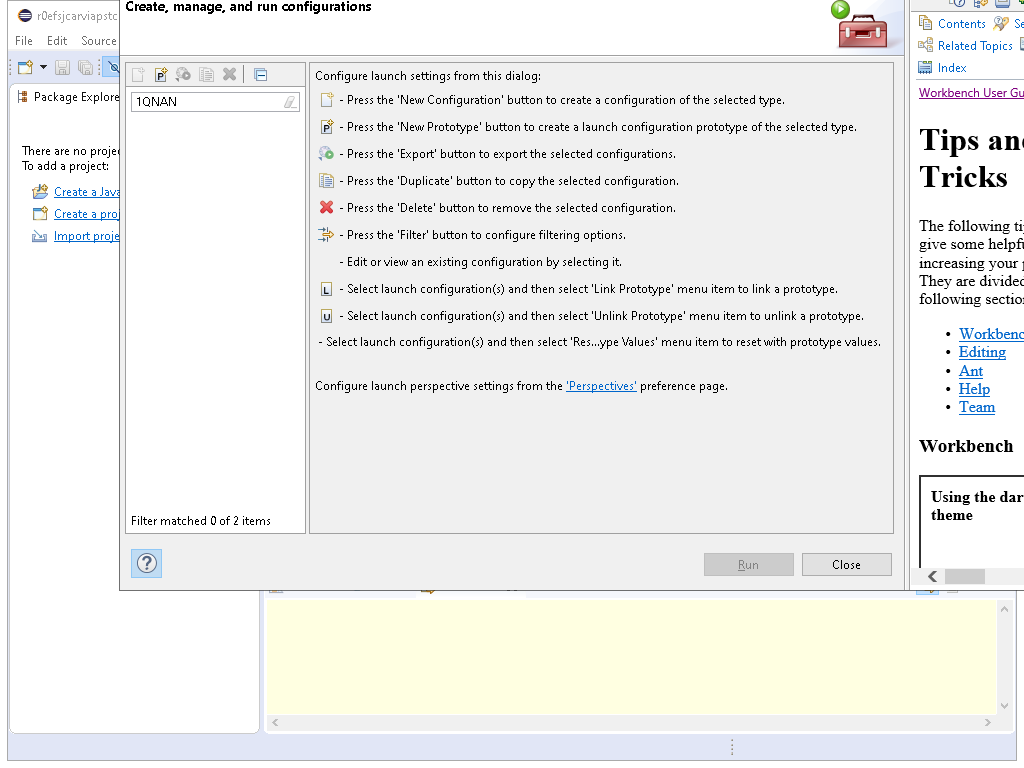 r0efsjcarviapstc
File Edit Source
Package Explore
There are no proje
To add a project:
Create a Java
Create a proj
Import proje
Create, manage, and run configurations
1QNAN
Filter matched 0 of 2 items
Configure launch settings from this dialog:
- Press the 'New Configuration' button to create a configuration of the selected type.
P - Press the 'New Prototype' button to create a launch configuration prototype of the selected type.
- Press the 'Export' button to export the selected configurations.
- Press the 'Duplicate' button to copy the selected configuration.
- Press the 'Delete' button to remove the selected configuration.
- Press the 'Filter' button to configure filtering options.
- Edit or view an existing configuration by selecting it.
L - Select launch configuration(s) and then select 'Link Prototype' menu item to link a prototype.
U - Select launch configuration(s) and then select 'Unlink Prototype' menu item to unlink a prototype.
- Select launch configuration(s) and then select 'Res...ype Values' menu item to reset with prototype values.
Configure launch perspective settings from the 'Perspectives' preference page.
?
Run
Close
Contents Se
Related Topics
Index
Workbench User Gu
Tips and
Tricks
The following ti
give some helpfu
increasing your p
They are divided
following section
• Workbenc
• Editing
• Ant
• Help
• Team
Workbench
Using the dar
theme